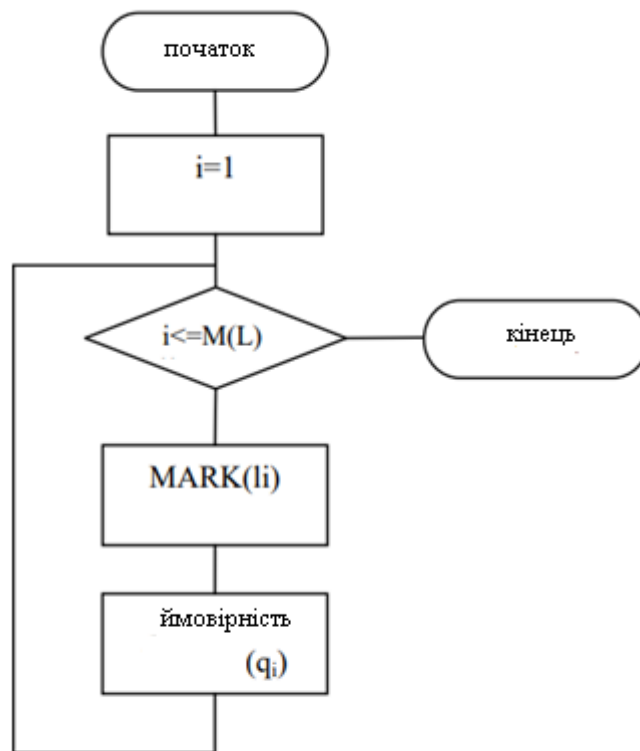 початок
i=1
i<=M(L)
кінець
MARK(li)
ймовірність
(qi)